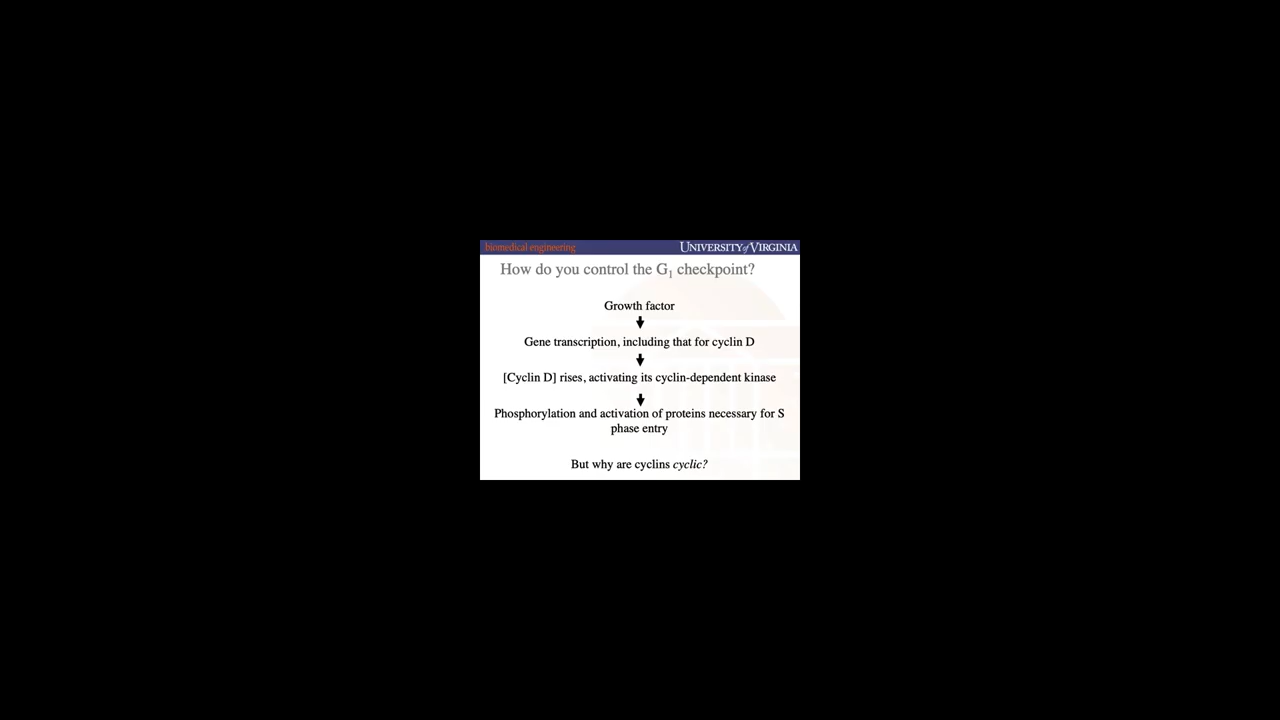 biomedical engineering
UNIVERSITY of VIRGINIA
How do you control the G₁ checkpoint?
Growth factor
Gene transcription, including that for cyclin D
[Cyclin D] rises, activating its cyclin-dependent kinase
Phosphorylation and activation of proteins necessary for S
phase entry
But why are cyclins cyclic?